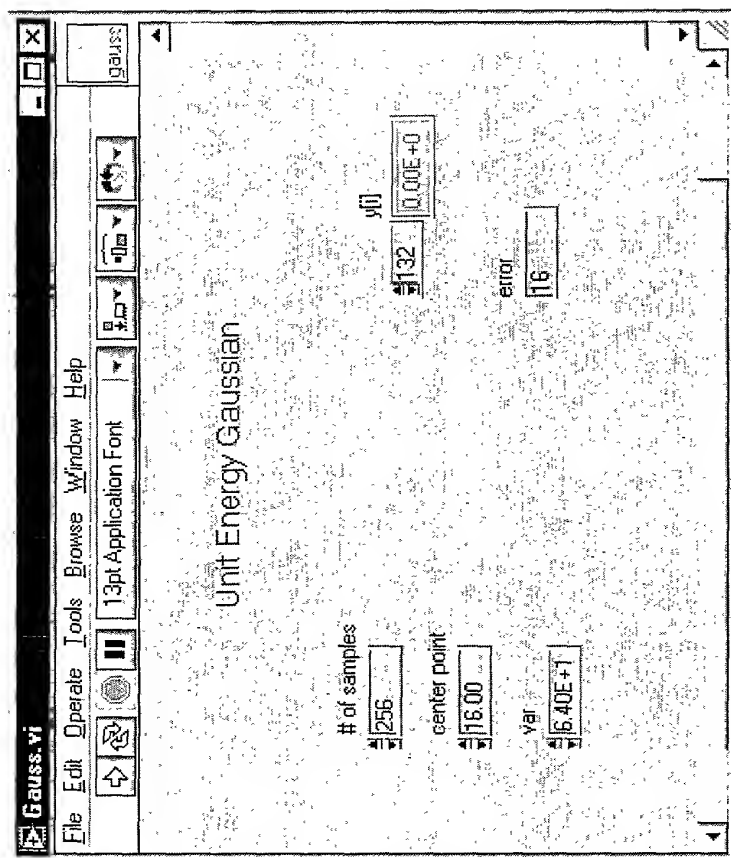 Gauss.vi
File Edit Operate Tools Browse Window Help
13pt Application Font
gauss
Unit Energy Gaussian
# of samples
256
center point
16.00
var
6.40E+1
y[i]
132
0.00E+0
error
16